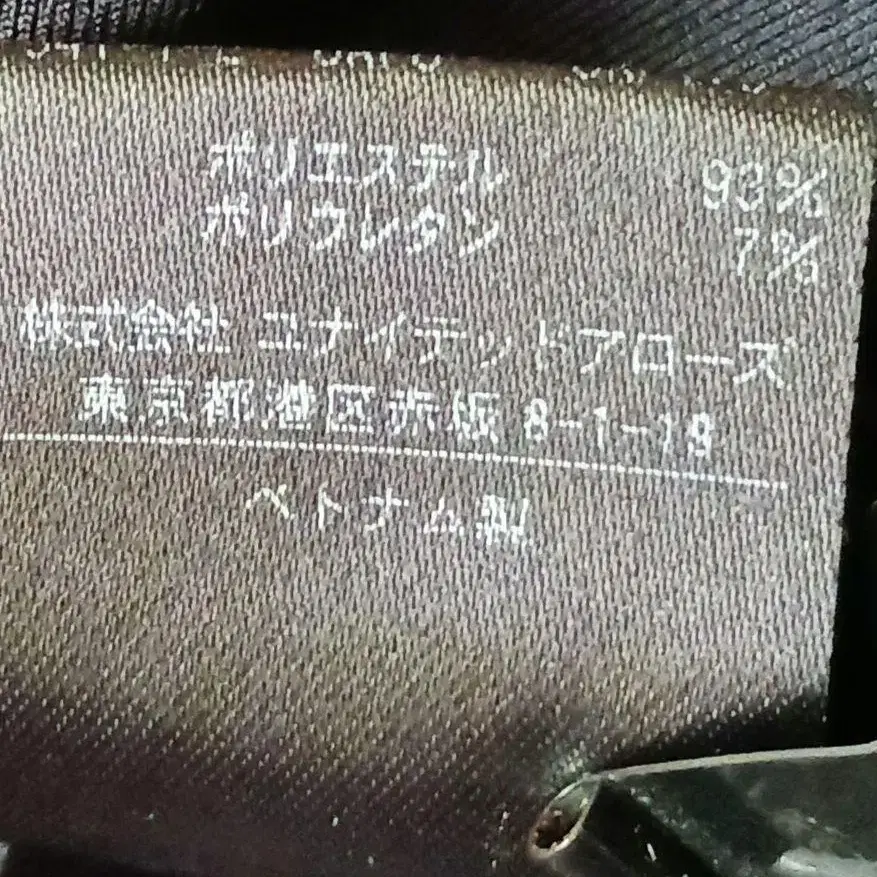 ポリエステル 93%
ポリウレタン 7%
株式会社 ユナイテッドアローズ
東京都港区赤坂 8-1-19
ベトナム製